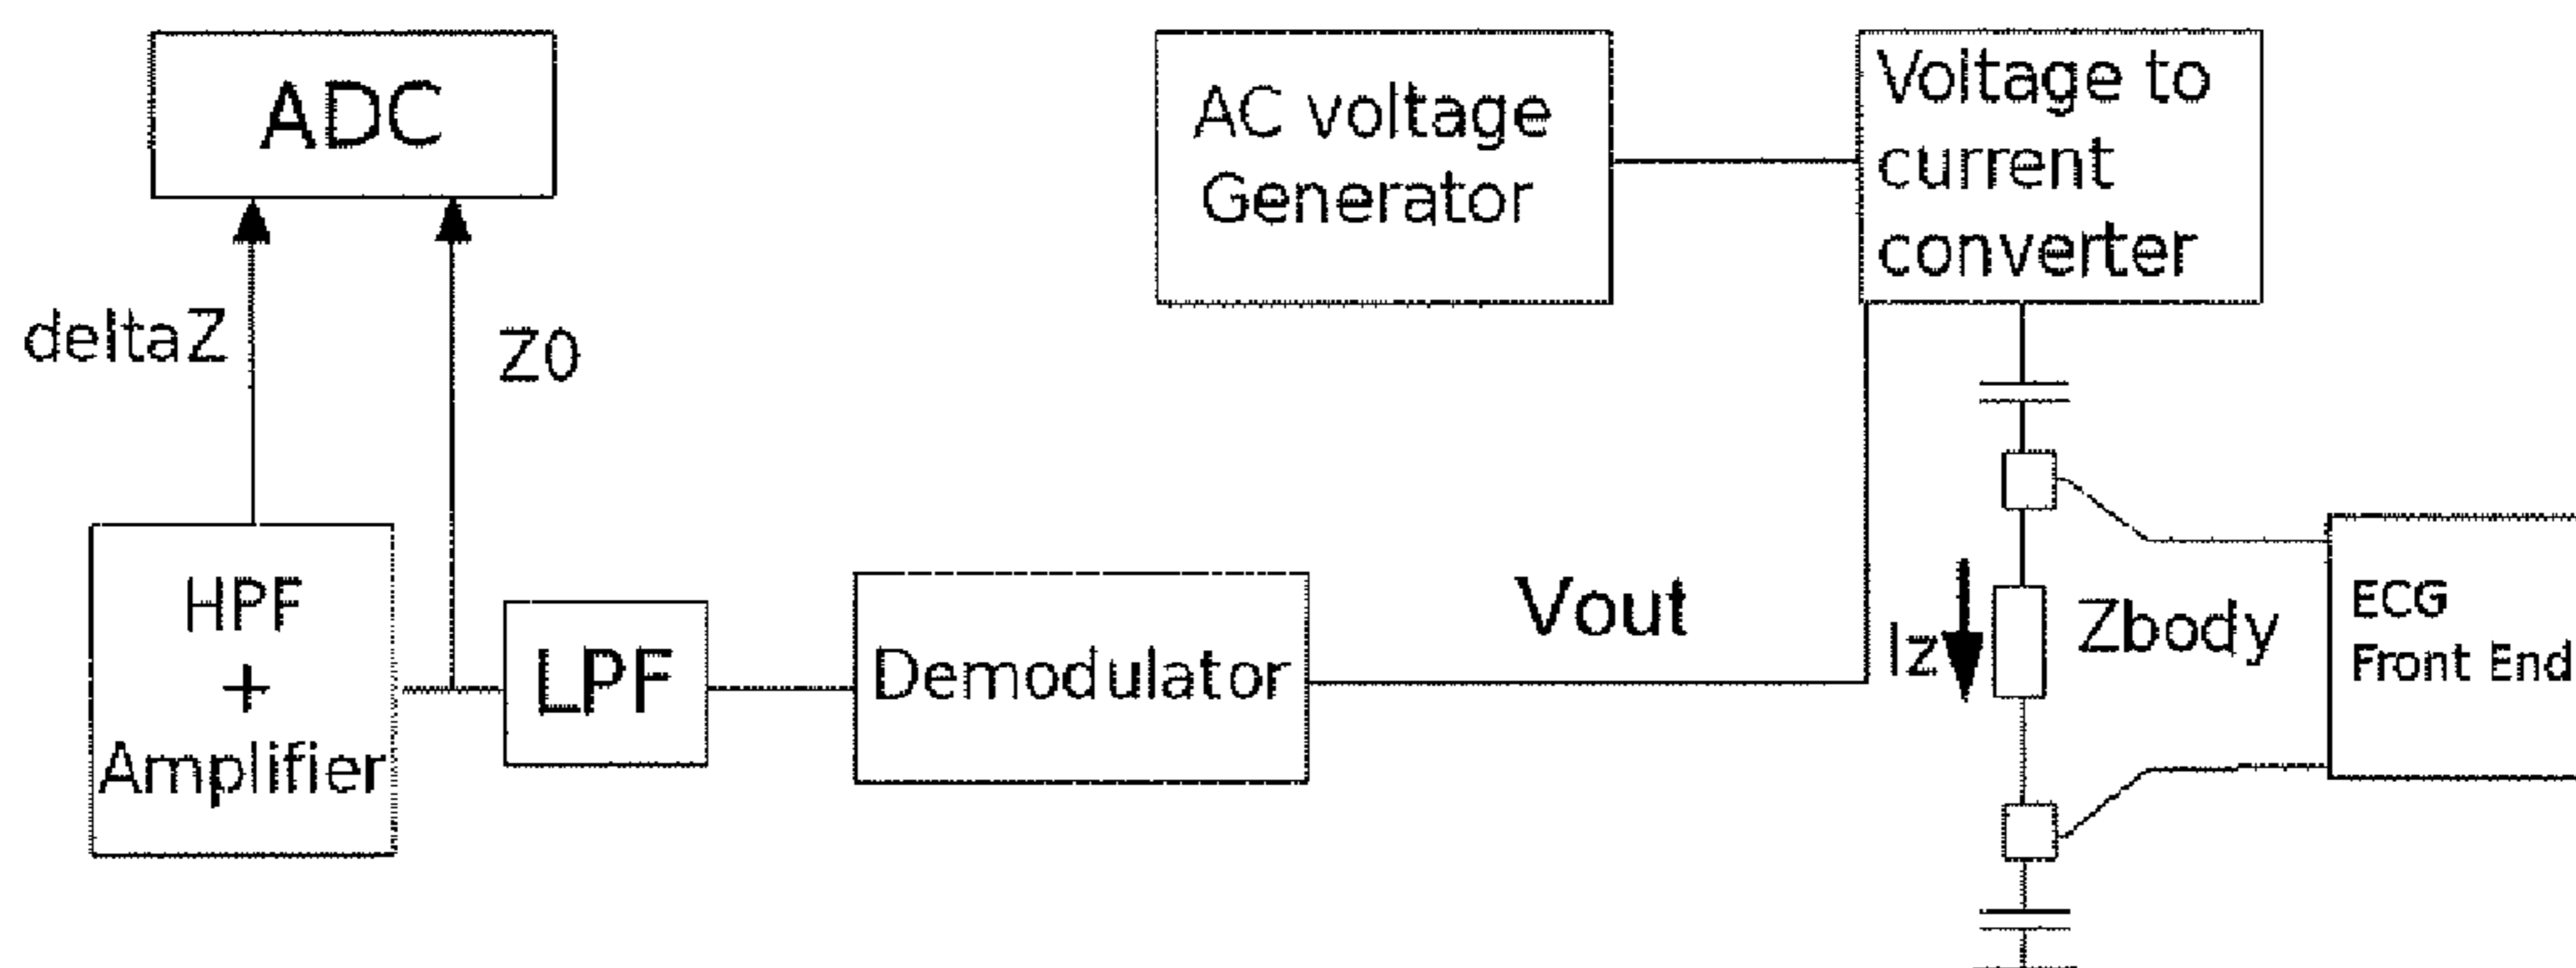 ADC
AC voltage
Generator
Voltage to
current
converter
deltaZ
Z0
HPF
+
Amplifier
LPF
Demodulator
Vout
Iz
Zbody
ECG
Front End